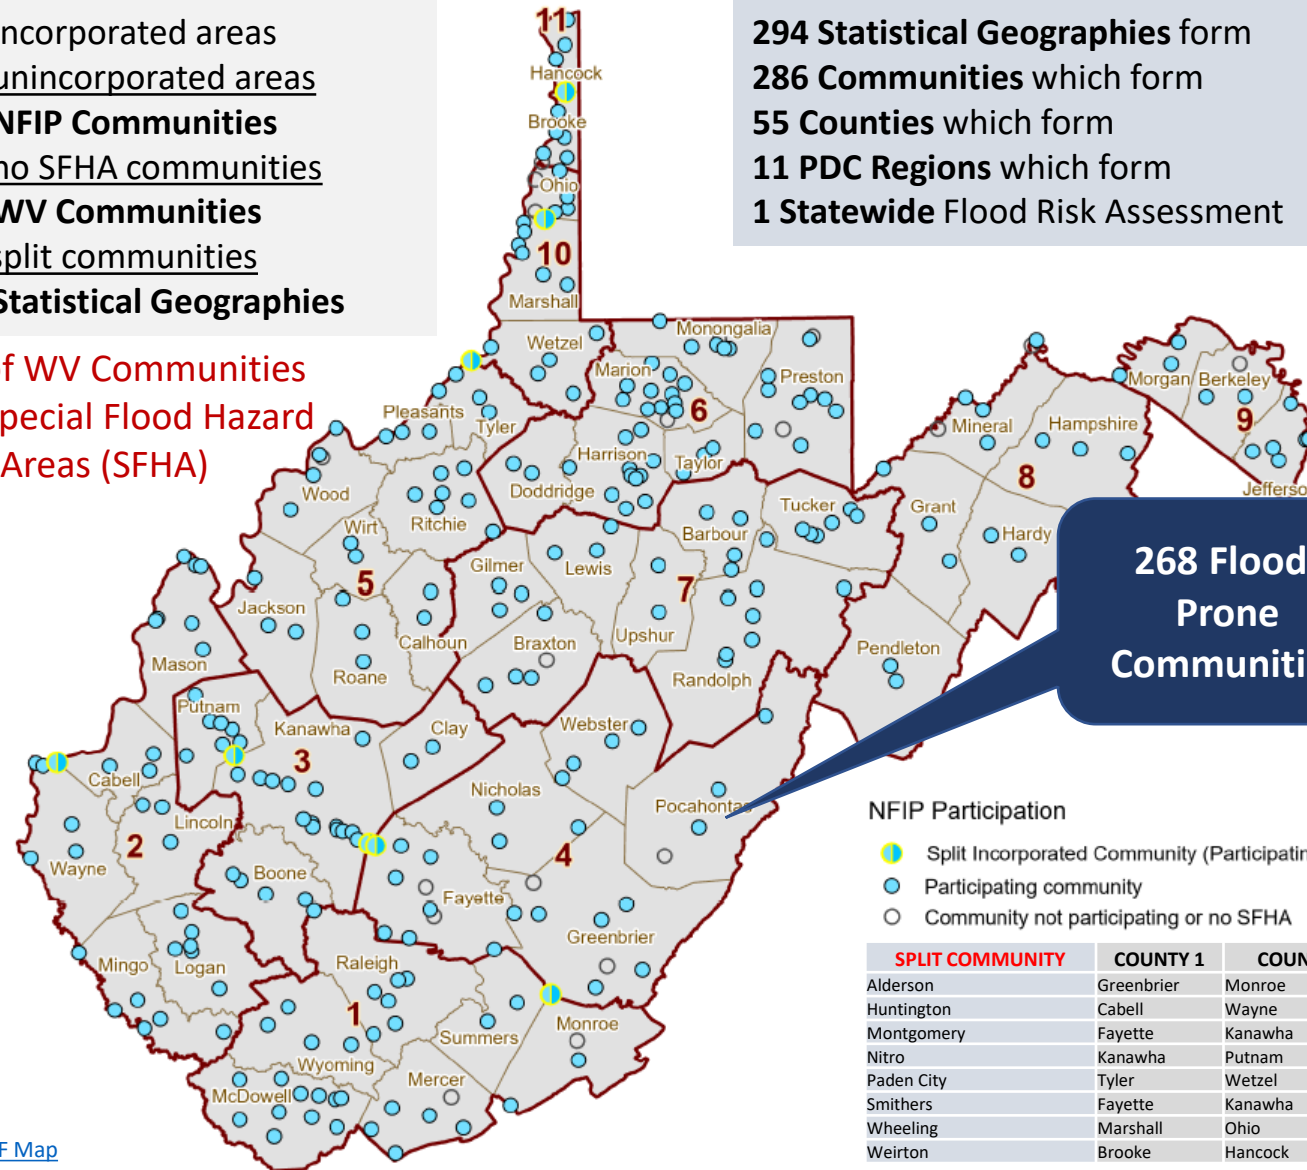 incorporated areas
unincorporated areas
NFIP Communities
no SFHA communities
WV Communities
split communities
Statistical Geographies
of WV Communities
Special Flood Hazard
Areas (SFHA)
294 Statistical Geographies form
286 Communities which form
55 Counties which form
11 PDC Regions which form
1 Statewide Flood Risk Assessment
11
Hancock
Brooke
Ohio
10
Marshall
Wetzel
Monongalia
Marion
Preston
6
Pleasants
Tyler
Harrison
Taylor
Doddridge
Wood
Ritchie
Wirt
Morgan
Berkeley
9
Mineral
Hampshire
8
Jefferso
Grant
Hardy
Tucker
Barbour
Gilmer
Lewis
7
5
Jackson
Calhoun
Braxton
Upshur
Roane
Randolph
Pendleton
Mason
Putnam
Kanawha
3
Clay
Webster
Cabell
Nicholas
Pocahontas
Lincoln
2
Wayne
Boone
4
Fayette
Greenbrier
Mingo
Logan
Raleigh
1
Summers
Monroe
Wyoming
Mercer
McDowell
268 Flood
Prone
Communiti
NFIP Participation
Split Incorporated Community (Participatin
Participating community
Community not participating or no SFHA
SPLIT COMMUNITY COUNTY 1 COUN
Alderson Greenbrier Monroe
Huntington Cabell Wayne
Montgomery Fayette Kanawha
Nitro Kanawha Putnam
Paden City Tyler Wetzel
Smithers Fayette Kanawha
Wheeling Marshall Ohio
Weirton Brooke Hancock
F Map